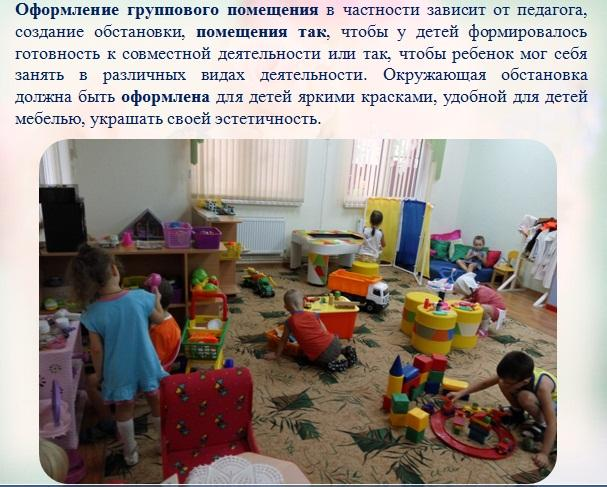 Оформление группового помещения в частности зависит от педагога,
создание обстановки, помещения так, чтобы у детей формировалось
готовность к совместной деятельности или так, чтобы ребенок мог себя
занять в различных видах деятельности. Окружающая обстановка
должна быть оформлена для детей яркими красками, удобной для детей
мебелью, украшать своей эстетичность.